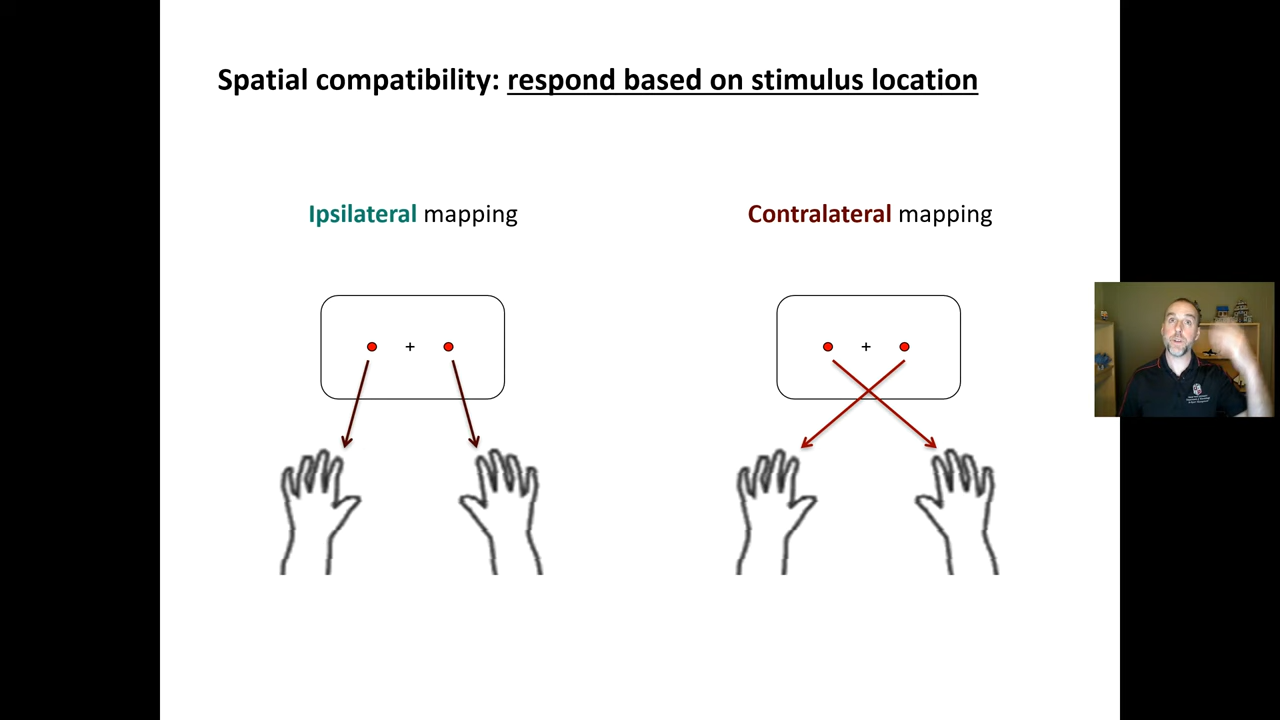 Spatial compatibility: respond based on stimulus location
Ipsilateral mapping
Contralateral mapping
+
+